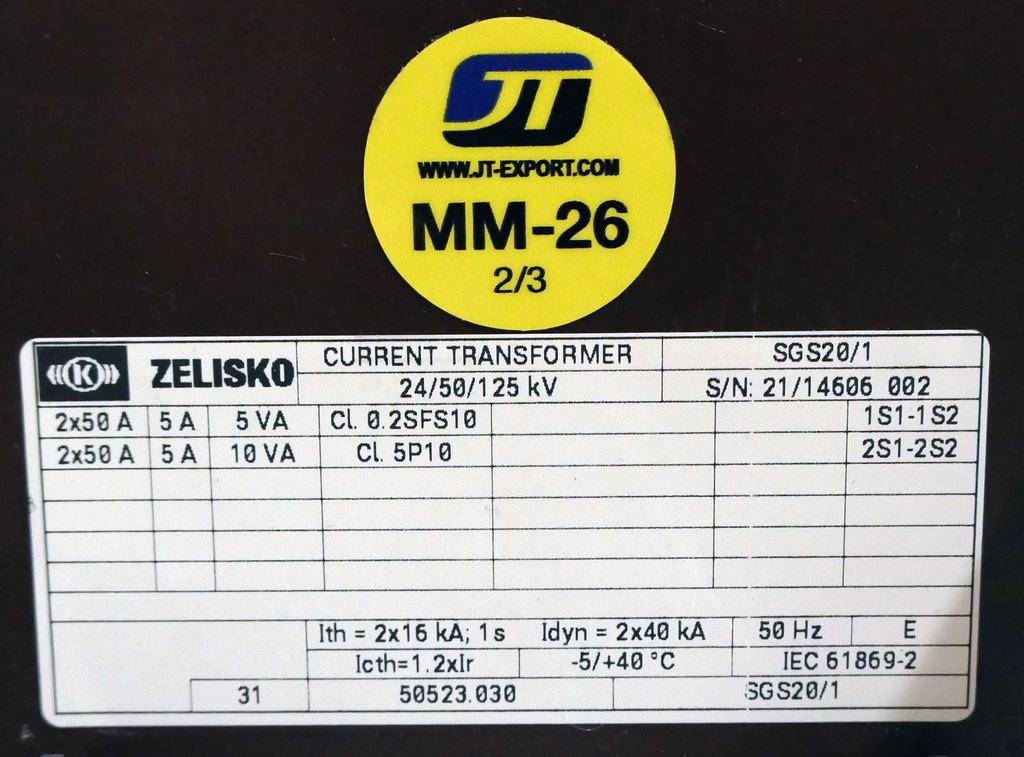 JT
WWW.JT-EXPORT.COM
MM-26
2/3
K ZELISKO CURRENT TRANSFORMER SGS20/1
24/50/125 kV S/N: 21/14606 002
2x50 A 5 A 5 VA Cl. 0.2SFS10 1S1-1S2
2x50 A 5 A 10 VA Cl. 5P10 2S1-2S2
Ith = 2x16 kA; 1s Idyn = 2x40 kA 50 Hz E
Icth=1.2xIr -5/+40 °C IEC 61869-2
31 50523.030 SGS20/1